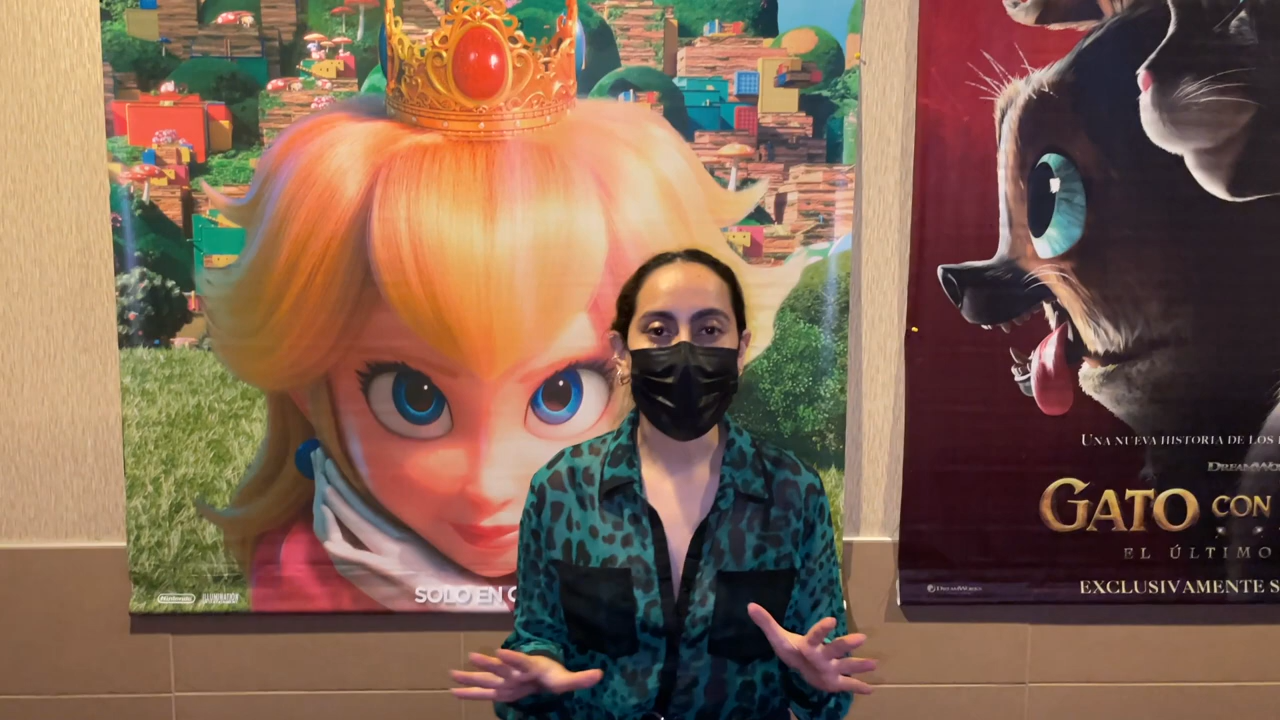 Nintendo
ILLUMINATION
SOLO EN C
UNA NUEVA HISTORIA DE LOS
DREAMWO
GATO CON
EL ÚLTIMO
EXCLUSIVAMENTE S
DREAMWORKS